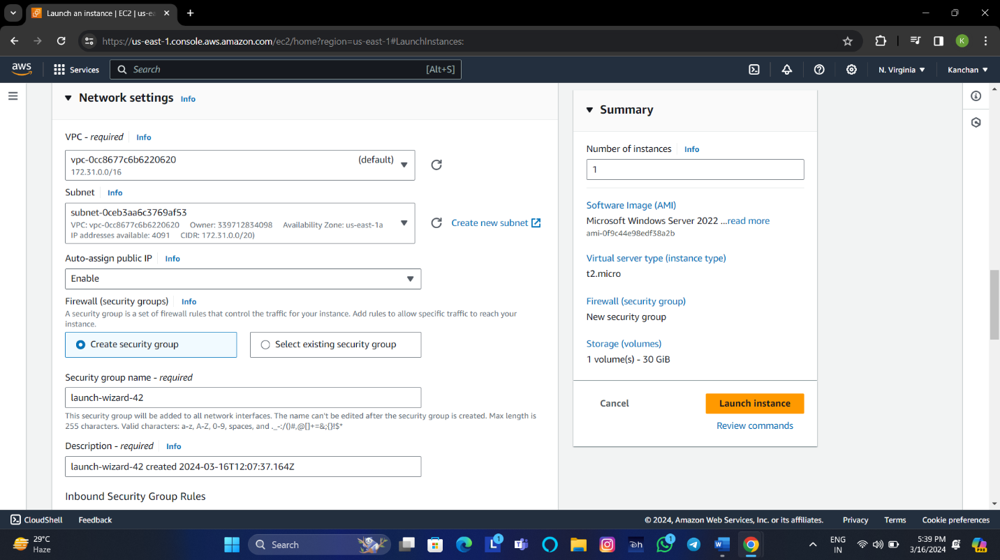 Launch an instance | EC2 | us-ea
https://us-east-1.console.aws.amazon.com/ec2/home?region=us-east-1#LaunchInstances:
K
aws
Services
Search
[Alt+S]
N. Virginia
Kanchan
Network settings Info
VPC - required Info
vpc-0cc8677c6b6220620 (default)
172.31.0.0/16
Subnet Info
subnet-0ceb3aa6c3769af53
VPC: vpc-0cc8677c6b6220620 Owner: 339712834098 Availability Zone: us-east-1a
IP addresses available: 4091 CIDR: 172.31.0.0/20)
Create new subnet
Auto-assign public IP Info
Enable
Firewall (security groups) Info
A security group is a set of firewall rules that control the traffic for your instance. Add rules to allow specific traffic to reach your
instance.
Create security group
Select existing security group
Security group name - required
launch-wizard-42
This security group will be added to all network interfaces. The name can't be edited after the security group is created. Max length is
255 characters. Valid characters: a-z, A-Z, 0-9, spaces, and ._-:/()#,@[]+=&;{}!$*
Description - required Info
launch-wizard-42 created 2024-03-16T12:07:37.164Z
Inbound Security Group Rules
Summary
Number of instances Info
1
Software Image (AMI)
Microsoft Windows Server 2022 ...read more
ami-0f9c44e98edf38a2b
Virtual server type (instance type)
t2.micro
Firewall (security group)
New security group
Storage (volumes)
1 volume(s) - 30 GiB
Cancel
Launch instance
Review commands
CloudShell
Feedback
© 2024, Amazon Web Services, Inc. or its affiliates.
Privacy
Terms
Cookie preferences
29°C
Haze
Search
L
1
T
Dh
1
W
ENG
IN
5:39 PM
3/16/2024
PRE